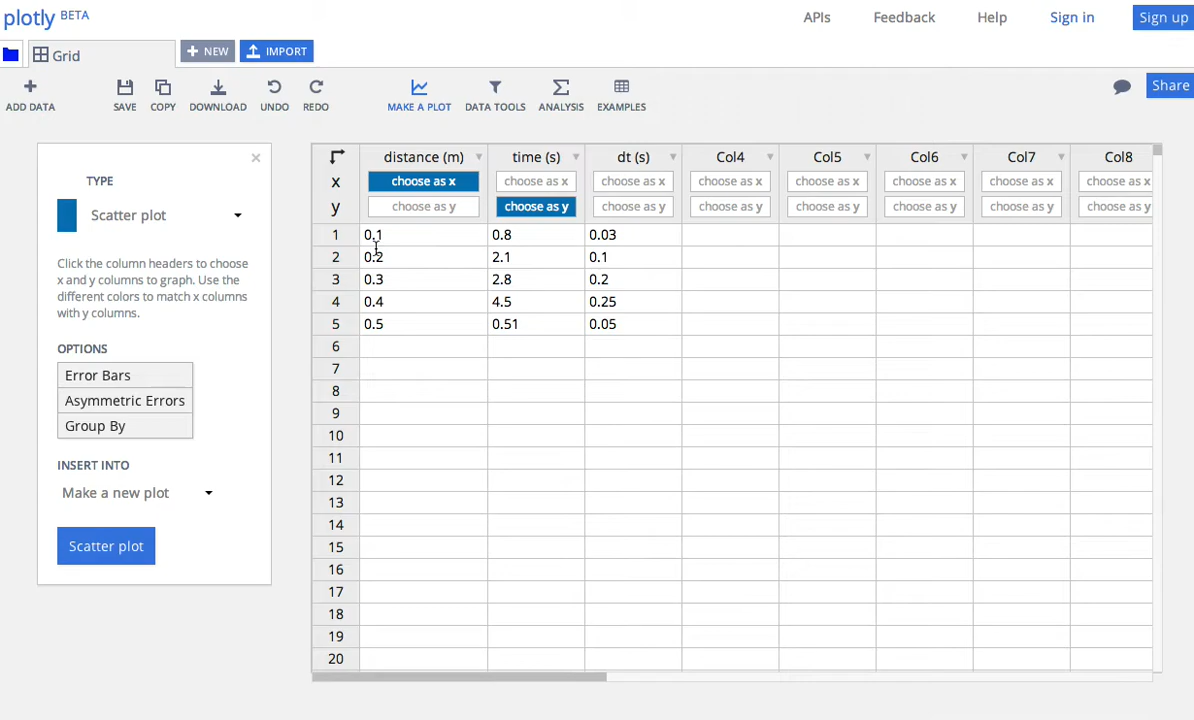 plotly BETA
APIs Feedback Help Sign in Sign up
Grid + NEW IMPORT
ADD DATA SAVE COPY DOWNLOAD UNDO REDO MAKE A PLOT DATA TOOLS ANALYSIS EXAMPLES Share
TYPE
Scatter plot
Click the column headers to choose
x and y columns to graph. Use the
different colors to match x columns
with y columns.
OPTIONS
Error Bars
Asymmetric Errors
Group By
INSERT INTO
Make a new plot
Scatter plot
distance (m) time (s) dt (s) Col4 Col5 Col6 Col7 Col8
x choose as x choose as x choose as x choose as x choose as x choose as x choose as x choose as x
y choose as y choose as y choose as y choose as y choose as y choose as y choose as y choose as y
1 0.1 0.8 0.03
2 0.2 2.1 0.1
3 0.3 2.8 0.2
4 0.4 4.5 0.25
5 0.5 0.51 0.05
6
7
8
9
10
11
12
13
14
15
16
17
18
19
20